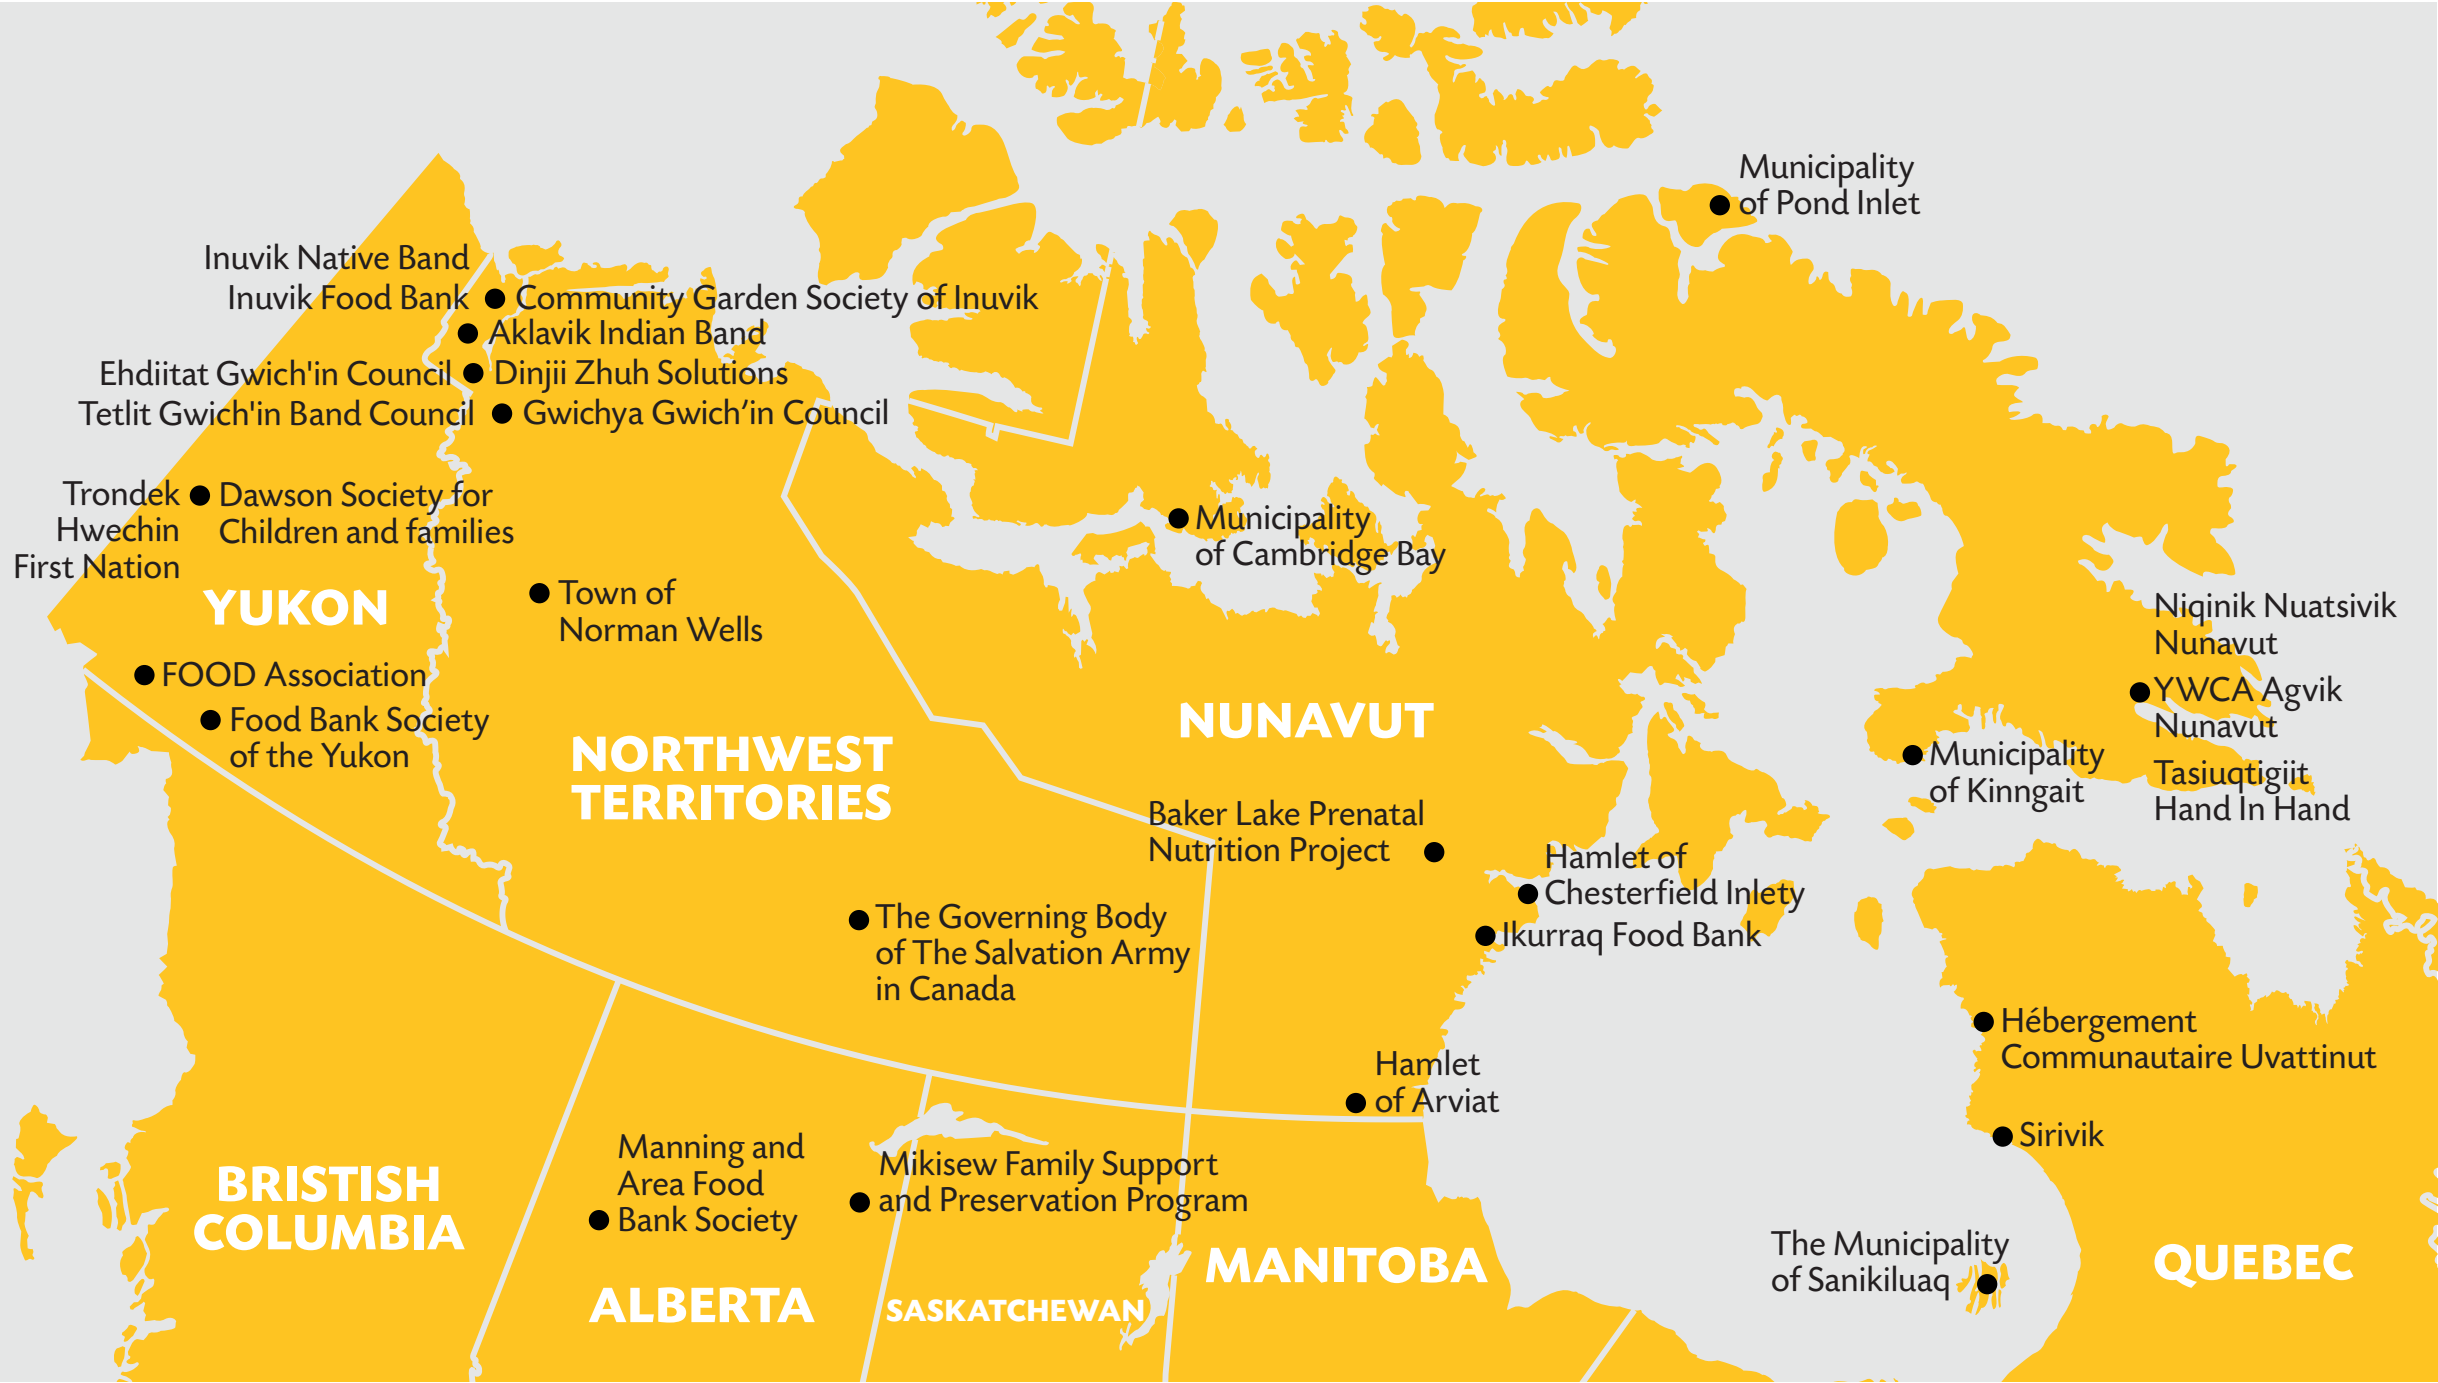 Municipality
of Pond Inlet
Inuvik Native Band
Inuvik Food Bank
Community Garden Society of Inuvik
Aklavik Indian Band
Ehdiitat Gwich'in Council
Dinjii Zhuh Solutions
Tetlit Gwich'in Band Council
Gwichya Gwich’in Council
Trondek
Hwechin
First Nation
Dawson Society for
Children and families
YUKON
Municipality
of Cambridge Bay
Town of
Norman Wells
Niqinik Nuatsivik
Nunavut
YWCA Agvik
Nunavut
Tasiuqtigiit
Hand In Hand
FOOD Association
Food Bank Society
of the Yukon
NORTHWEST
TERRITORIES
NUNAVUT
Municipality
of Kinngait
Baker Lake Prenatal
Nutrition Project
Hamlet of
Chesterfield Inlety
Ikurraq Food Bank
The Governing Body
of The Salvation Army
in Canada
Hébergement
Communautaire Uvattinut
Hamlet
of Arviat
Sirivik
Manning and
Area Food
Bank Society
Mikisew Family Support
and Preservation Program
BRISTISH
COLUMBIA
ALBERTA
SASKATCHEWAN
MANITOBA
The Municipality
of Sanikiluaq
QUEBEC